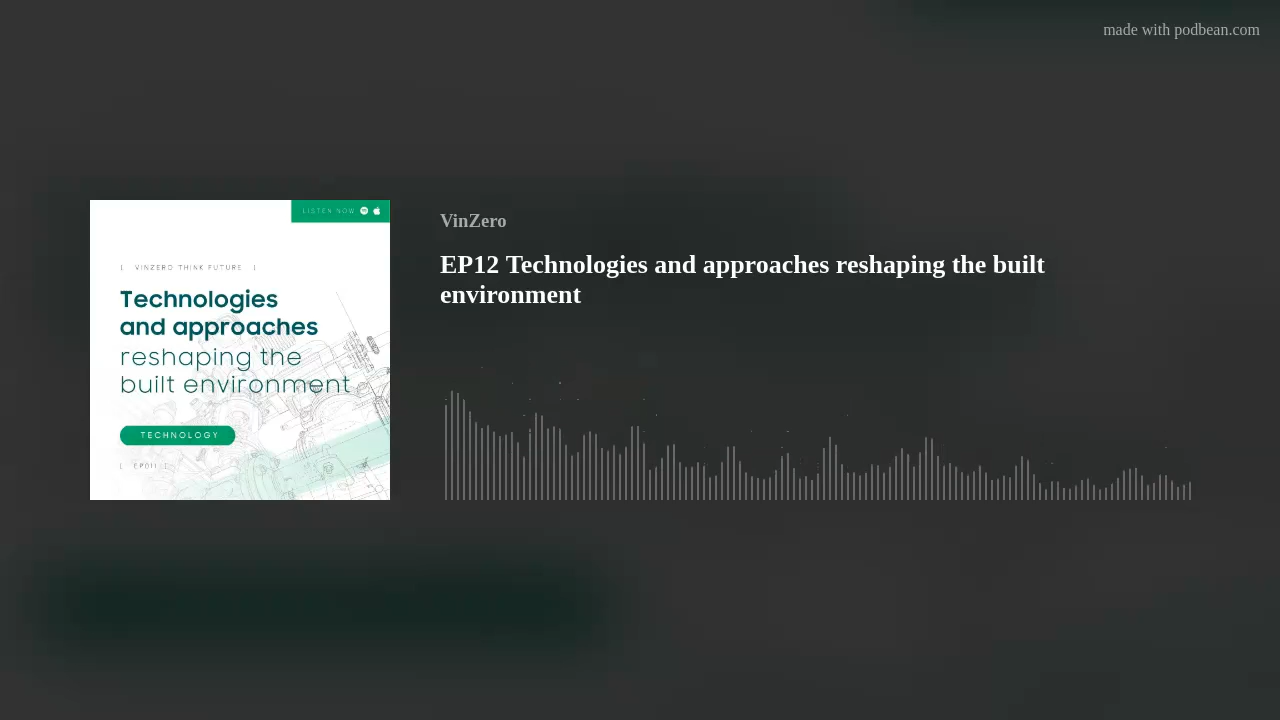 made with podbean.com
LISTEN NOW
[ VINZERO THINK FUTURE ]
Technologies
and approaches
reshaping the
built environment
TECHNOLOGY
[ EP011 ]
VinZero
EP12 Technologies and approaches reshaping the built
environment